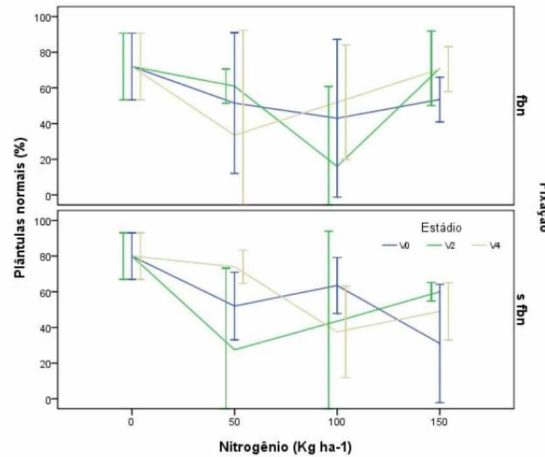 100
80
60
40
20
0
fbn
Plântulas normais (%)
Fixação
100
80
60
40
20
0
Estádio
V0 V2 V4
s fbn
0 50 100 150
Nitrogênio (Kg ha-1)